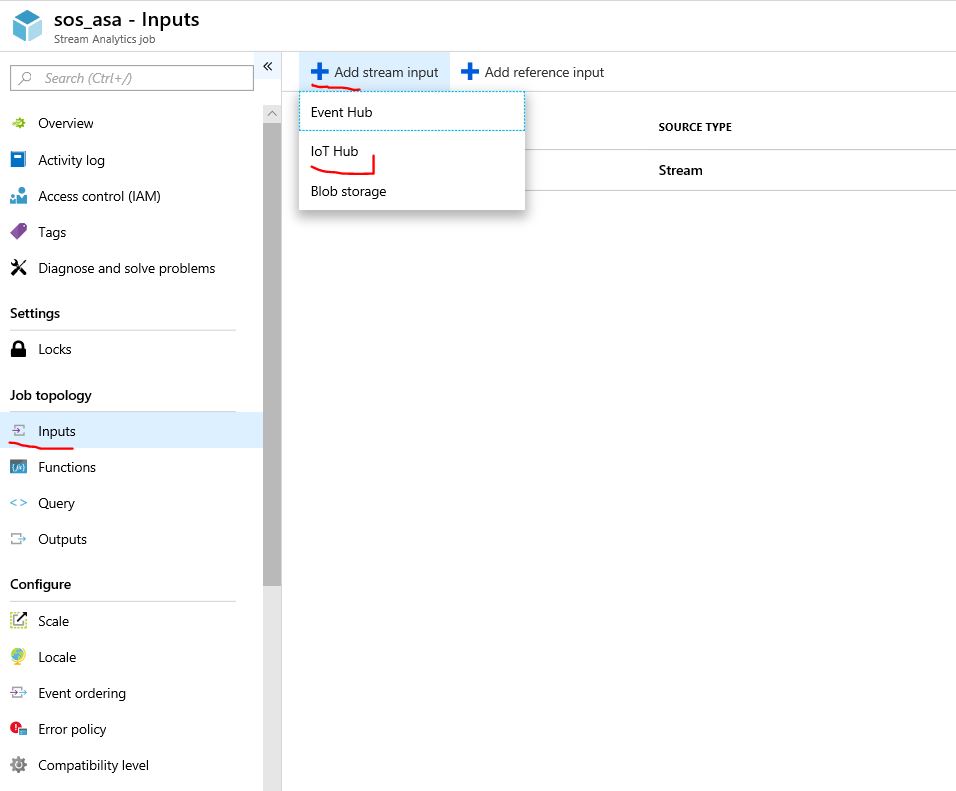 sos_asa - Inputs
Stream Analytics job
Search (Ctrl+/)
«
Overview
Activity log
Access control (IAM)
Tags
Diagnose and solve problems
Settings
Locks
Job topology
Inputs
Functions
Query
Outputs
Configure
Scale
Locale
Event ordering
Error policy
Compatibility level
Add stream input
Add reference input
Event Hub
IoT Hub
Blob storage
SOURCE TYPE
Stream